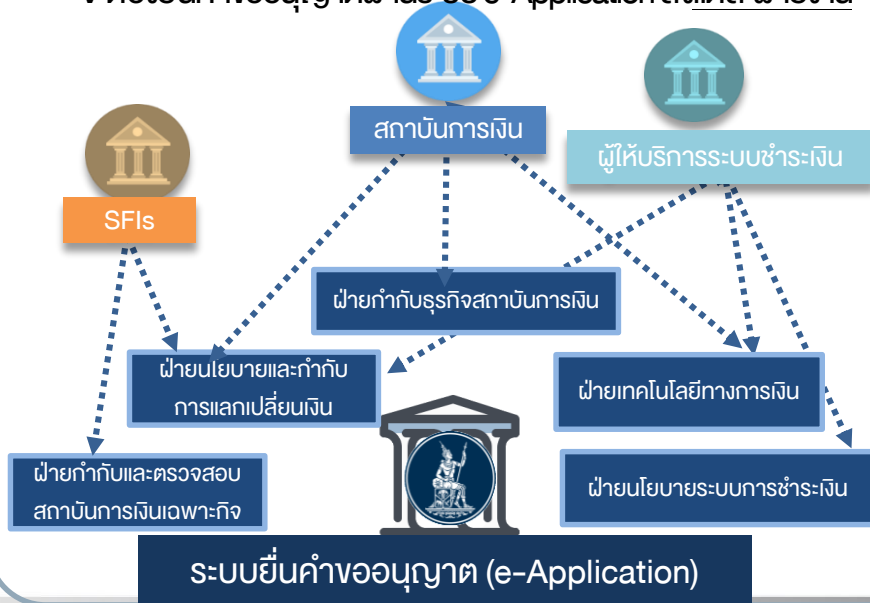 e-Application
สถาบันการเงิน
ผู้ให้บริการระบบชำระเงิน
SFIs
ฝ่ายกำกับธุรกิจสถาบันการเงิน
ฝ่ายนโยบายและกำกับ
การแลกเปลี่ยนเงิน
ฝ่ายเทคโนโลยีทางการเงิน
ฝ่ายกำกับและตรวจสอบ
สถาบันการเงินเฉพาะกิจ
ฝ่ายนโยบายระบบการชำระเงิน
ระบบยื่นคำขออนุญาต (e-Application)